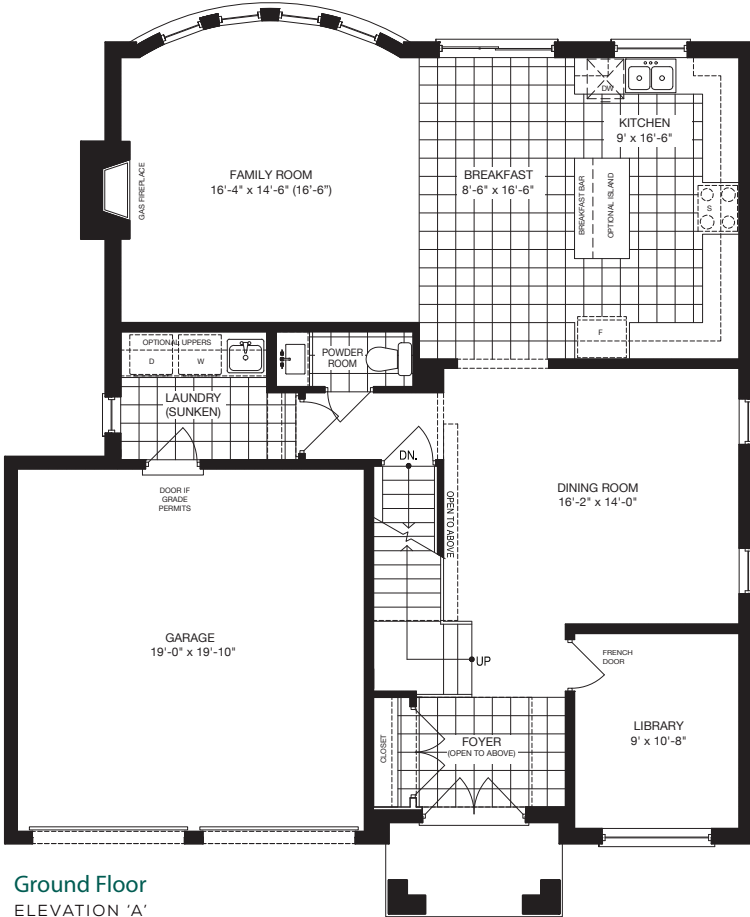 KITCHEN
9' x 16'-6"
DW
FAMILY ROOM
16'-4" x 14'-6" (16'-6")
BREAKFAST
8'-6" x 16'-6"
GAS FIREPLACE
BREAKFAST BAR
OPTIONAL ISLAND
S
F
OPTIONAL UPPERS
D
W
POWDER
ROOM
LAUNDRY
(SUNKEN)
DN.
DOOR IF
GRADE
PERMITS
OPEN TO ABOVE
DINING ROOM
16'-2" x 14'-0"
GARAGE
19'-0" x 19'-10"
UP
FRENCH
DOOR
LIBRARY
9' x 10'-8"
CLOSET
FOYER
(OPEN TO ABOVE)
Ground Floor
ELEVATION 'A'